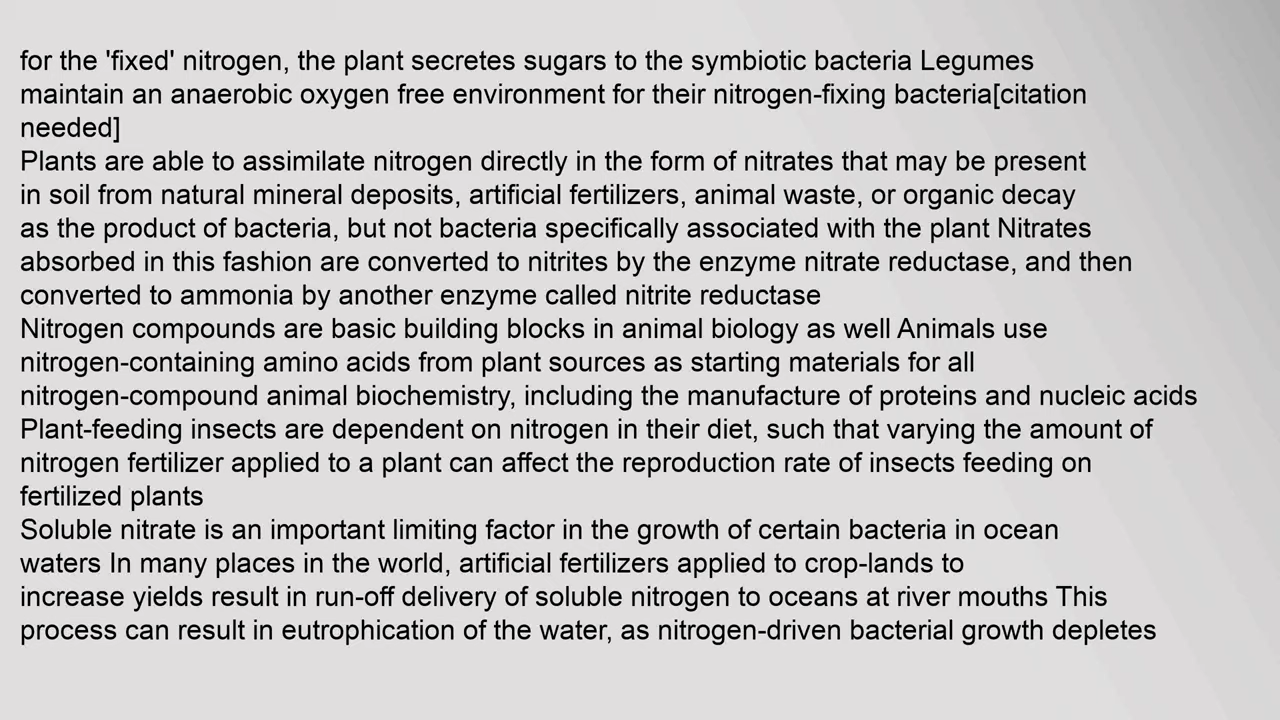 for the 'fixed' nitrogen, the plant secretes sugars to the symbiotic bacteria Legumes
maintain an anaerobic oxygen free environment for their nitrogen-fixing bacteria[citation
needed]
Plants are able to assimilate nitrogen directly in the form of nitrates that may be present
in soil from natural mineral deposits, artificial fertilizers, animal waste, or organic decay
as the product of bacteria, but not bacteria specifically associated with the plant Nitrates
absorbed in this fashion are converted to nitrites by the enzyme nitrate reductase, and then
converted to ammonia by another enzyme called nitrite reductase
Nitrogen compounds are basic building blocks in animal biology as well Animals use
nitrogen-containing amino acids from plant sources as starting materials for all
nitrogen-compound animal biochemistry, including the manufacture of proteins and nucleic acids
Plant-feeding insects are dependent on nitrogen in their diet, such that varying the amount of
nitrogen fertilizer applied to a plant can affect the reproduction rate of insects feeding on
fertilized plants
Soluble nitrate is an important limiting factor in the growth of certain bacteria in ocean
waters In many places in the world, artificial fertilizers applied to crop-lands to
increase yields result in run-off delivery of soluble nitrogen to oceans at river mouths This
process can result in eutrophication of the water, as nitrogen-driven bacterial growth depletes